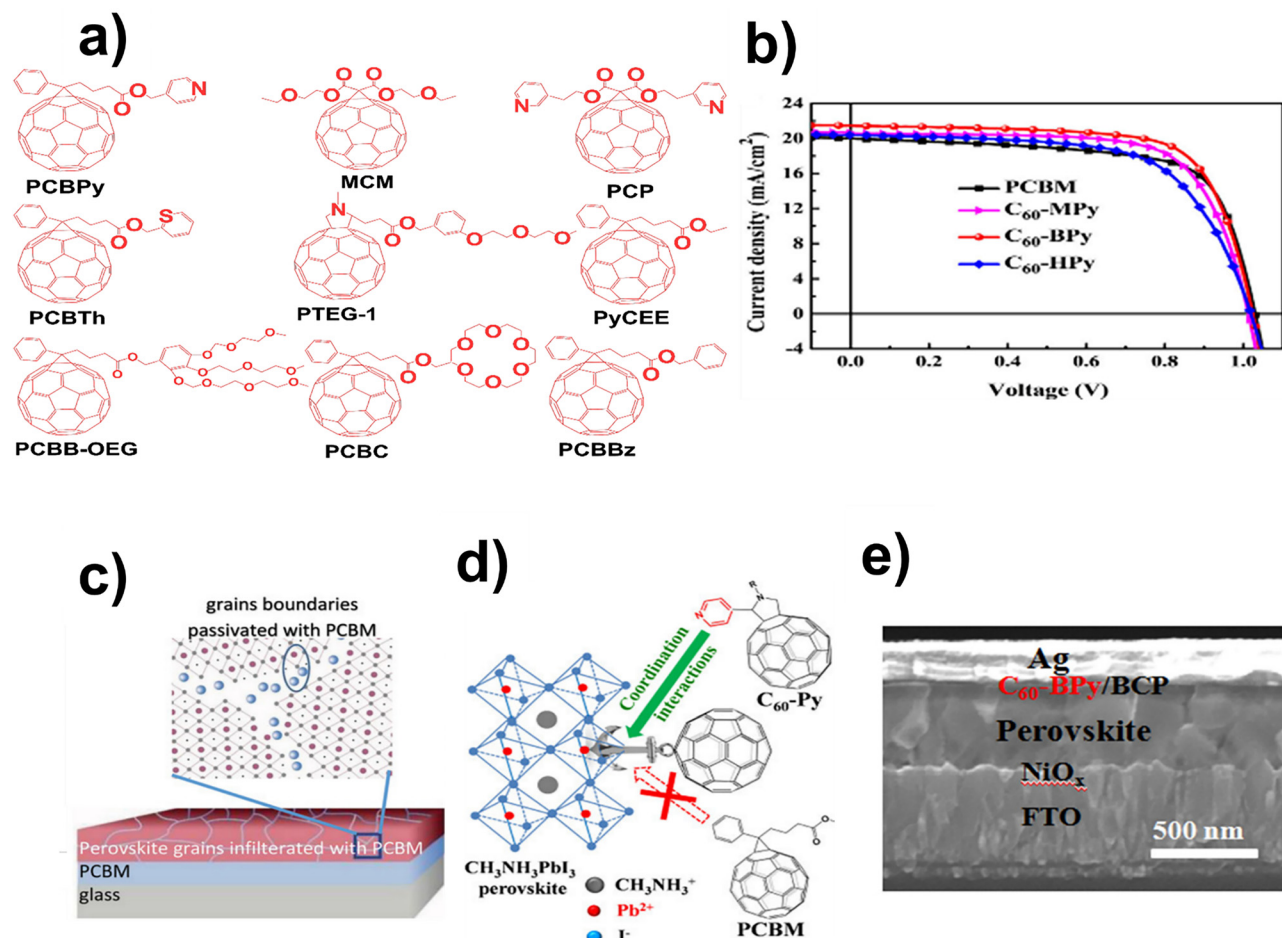 a)
N
O
O
PCBPy
O O
O O O O
MCM
O O
N O O N
PCP
S
O
O
PCBTh
N
O
O O O O
PTEG-1
O
O
PyCEE
O O O
O
O O O O
O O O O
PCBB-OEG
O
O O
O O
O O
O
PCBC
O
O
PCBBz
b)
24
20
16
12
8
4
0
-4
Current density (mA/cm²)
PCBM
C₆₀-MPy
C₆₀-BPy
C₆₀-HPy
0.0 0.2 0.4 0.6 0.8 1.0
Voltage (V)
c)
grains boundaries
passivated with PCBM
Perovskite grains infilterated with PCBM
PCBM
glass
d)
R
N
N
C₆₀-Py
Coordination
interactions
O
O
CH₃NH₃PbI₃
perovskite
CH₃NH₃⁺
Pb²⁺
I⁻
PCBM
e)
Ag
C₆₀-BPy/BCP
Perovskite
NiOₓ
FTO
500 nm